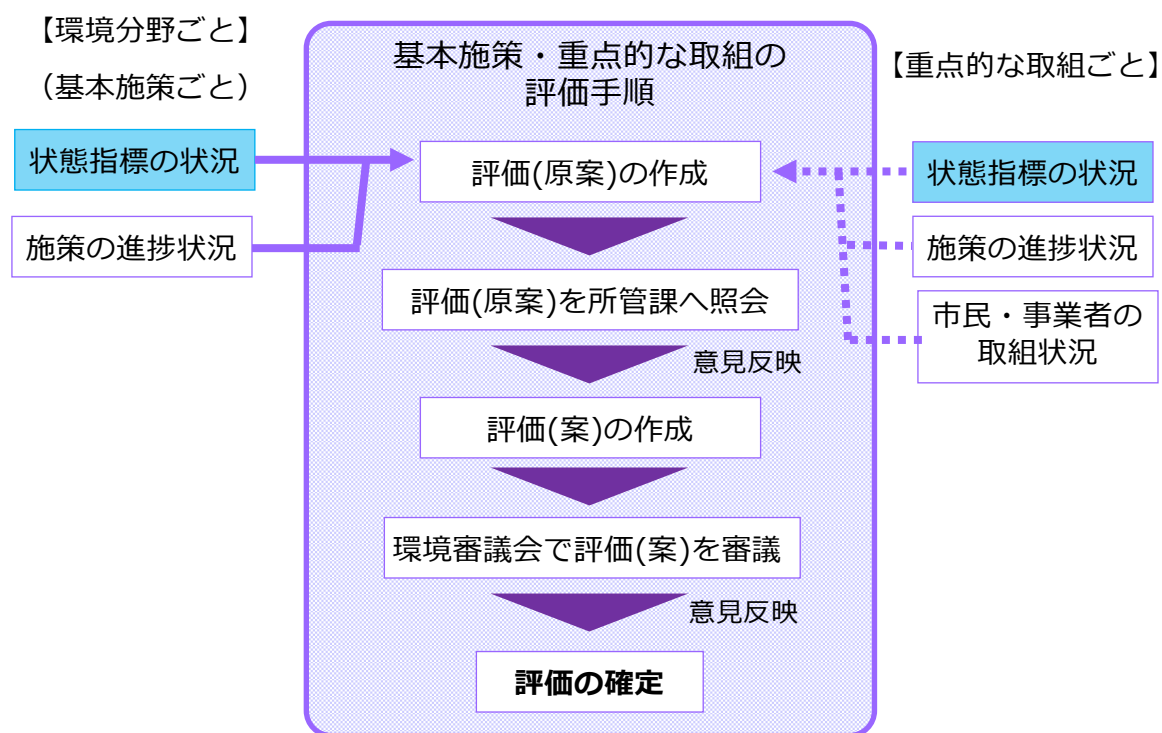 【環境分野ごと】
（基本施策ごと）
状態指標の状況
施策の進捗状況
基本施策・重点的な取組の
評価手順
評価(原案)の作成
評価(原案)を所管課へ照会
意見反映
評価(案)の作成
環境審議会で評価(案)を審議
意見反映
評価の確定
【重点的な取組ごと】
状態指標の状況
施策の進捗状況
市民・事業者の
取組状況